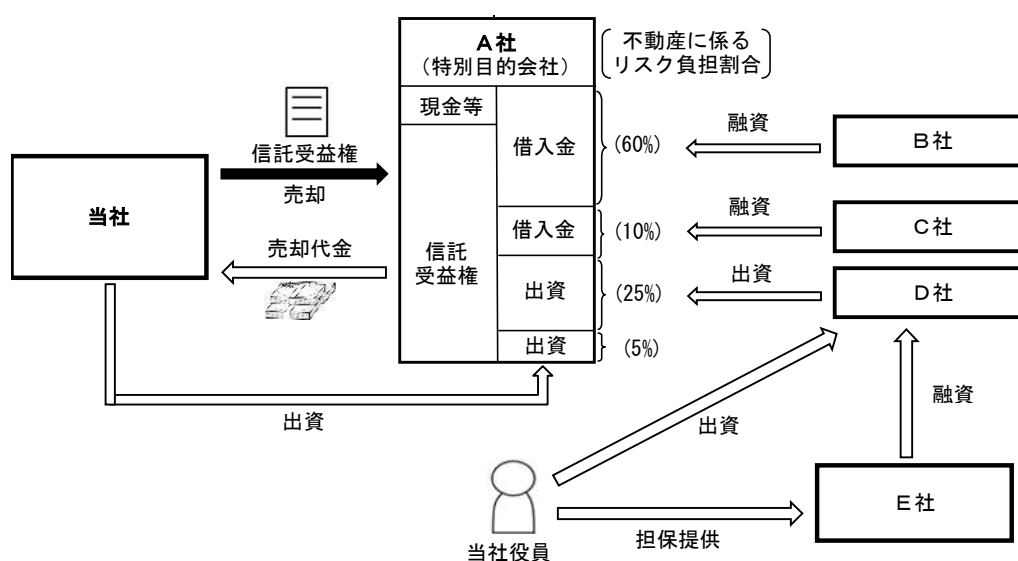 A社
（特別目的会社）
不動産に係る
リスク負担割合
現金等
借入金
(60%)
融資
B社
信託受益権
売却
当社
売却代金
信託
受益権
借入金
(10%)
融資
C社
出資
(25%)
出資
D社
出資
(5%)
出資
出資
融資
当社役員
担保提供
E社